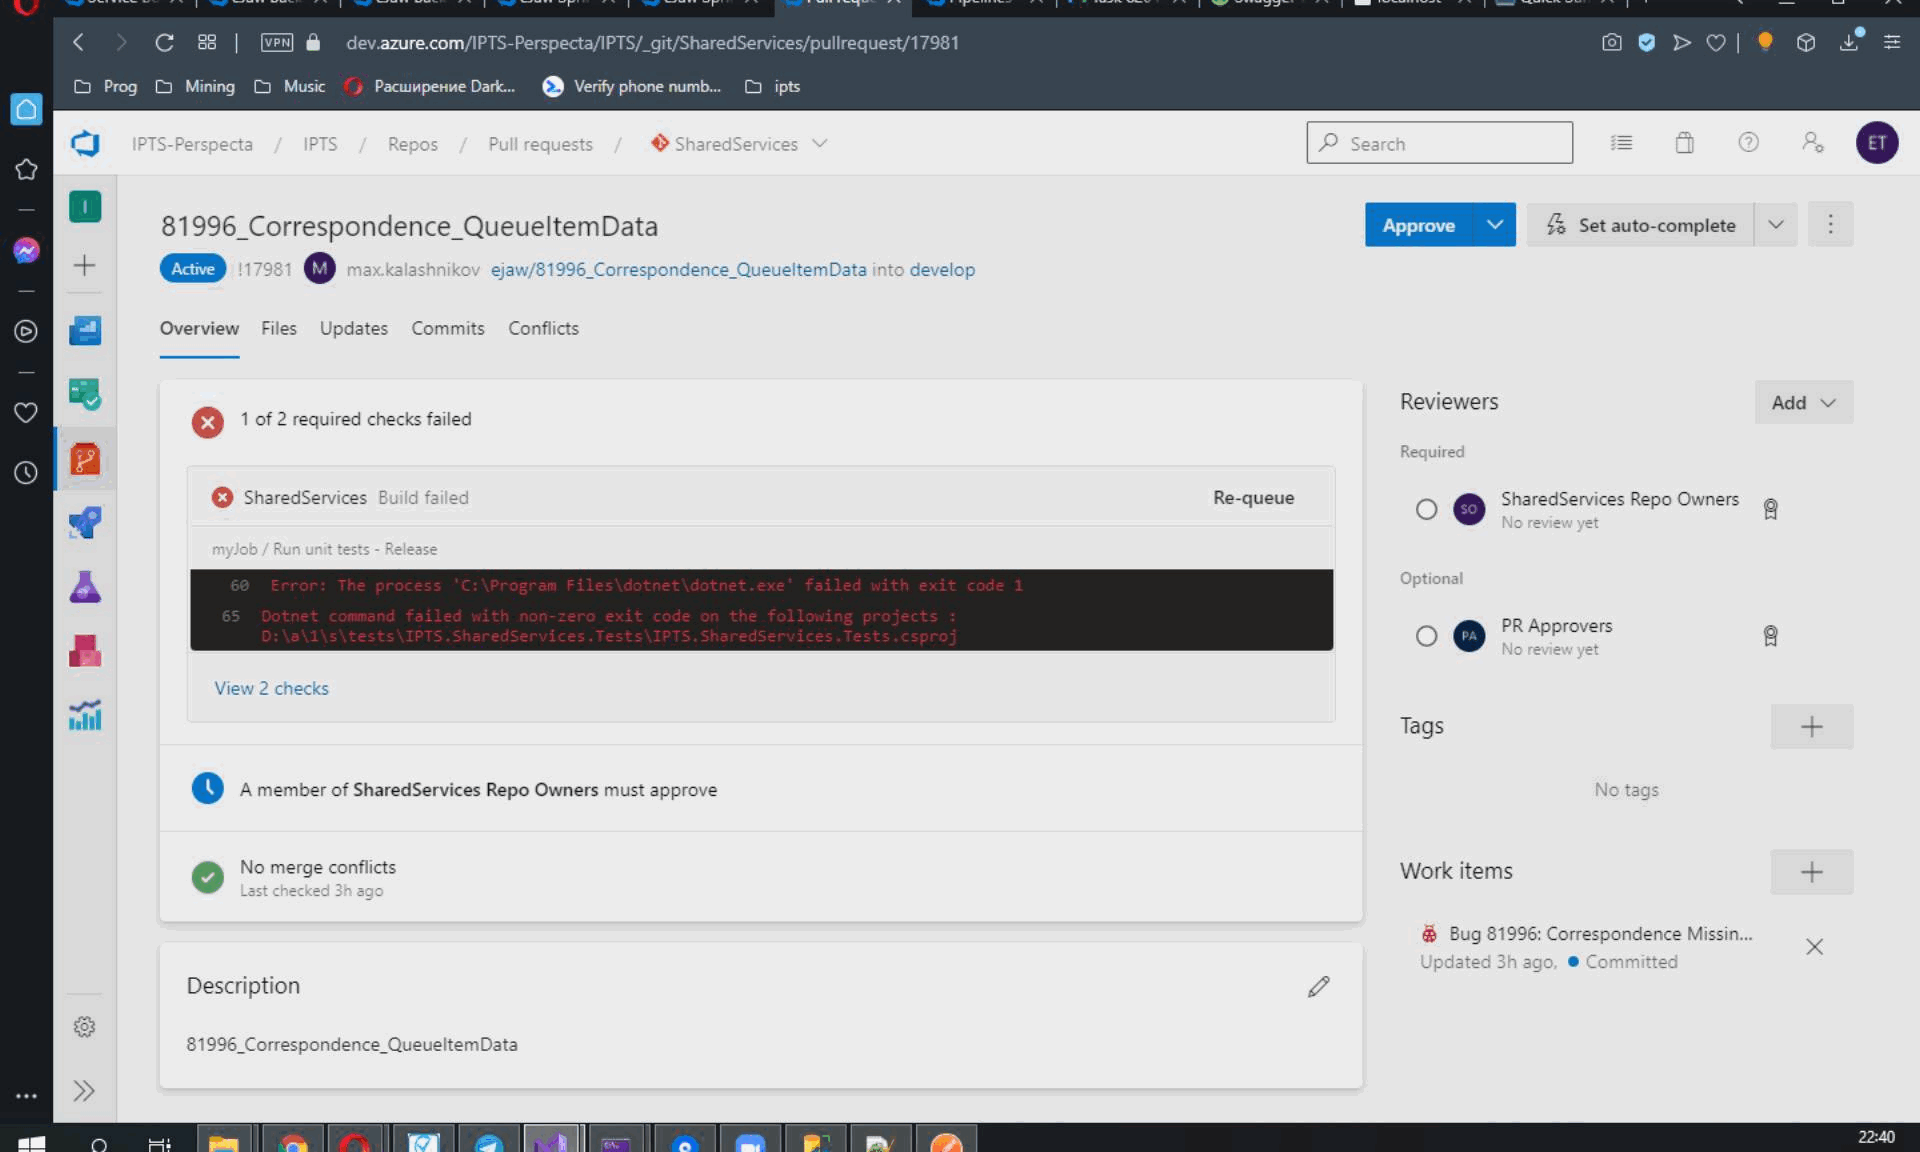 VPN
dev.azure.com/IPTS-Perspecta/IPTS/_git/SharedServices/pullrequest/17981
Prog
Mining
Music
Расширение Dark...
Verify phone numb...
ipts
IPTS-Perspecta / IPTS / Repos / Pull requests / SharedServices
Search
ET
I
81996_Correspondence_QueueItemData
Approve
Set auto-complete
Active !17981 M max.kalashnikov ejaw/81996_Correspondence_QueueItemData into develop
Overview Files Updates Commits Conflicts
1 of 2 required checks failed
SharedServices Build failed
Re-queue
myJob / Run unit tests - Release
60 Error: The process 'C:\Program Files\dotnet\dotnet.exe' failed with exit code 1
65 Dotnet command failed with non-zero exit code on the following projects :
D:\a\1\s\tests\IPTS.SharedServices.Tests\IPTS.SharedServices.Tests.csproj
View 2 checks
A member of SharedServices Repo Owners must approve
No merge conflicts
Last checked 3h ago
Description
81996_Correspondence_QueueItemData
Reviewers
Add
Required
SO SharedServices Repo Owners
No review yet
Optional
PA PR Approvers
No review yet
Tags
No tags
Work items
Bug 81996: Correspondence Missin...
Updated 3h ago, Committed
22:40